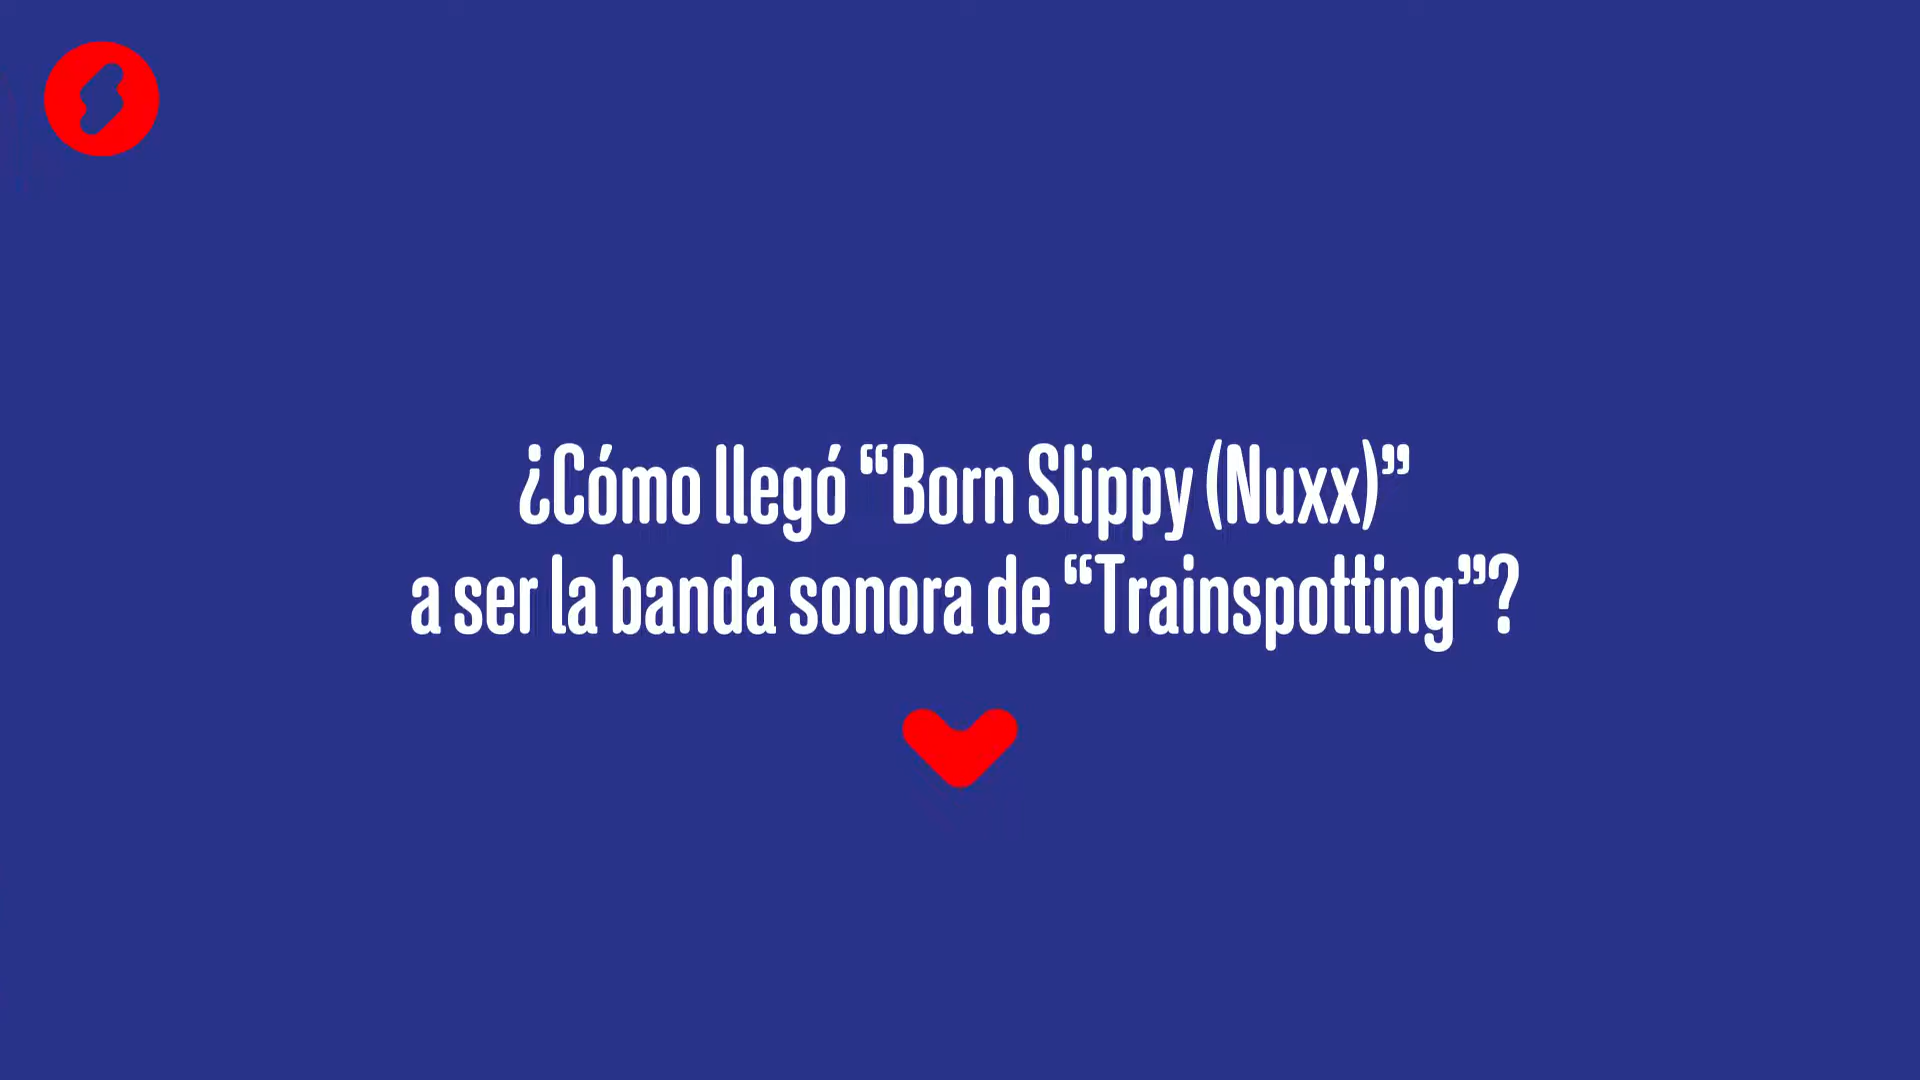 ¿Cómo llegó “Born Slippy (Nuxx)”
a ser la banda sonora de “Trainspotting”?